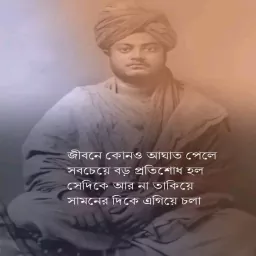 জীবনে কোনও আঘাত পেলে
সবচেয়ে বড় প্রতিশোধ হল
সেদিকে আর না তাকিয়ে
সামনের দিকে এগিয়ে চলা